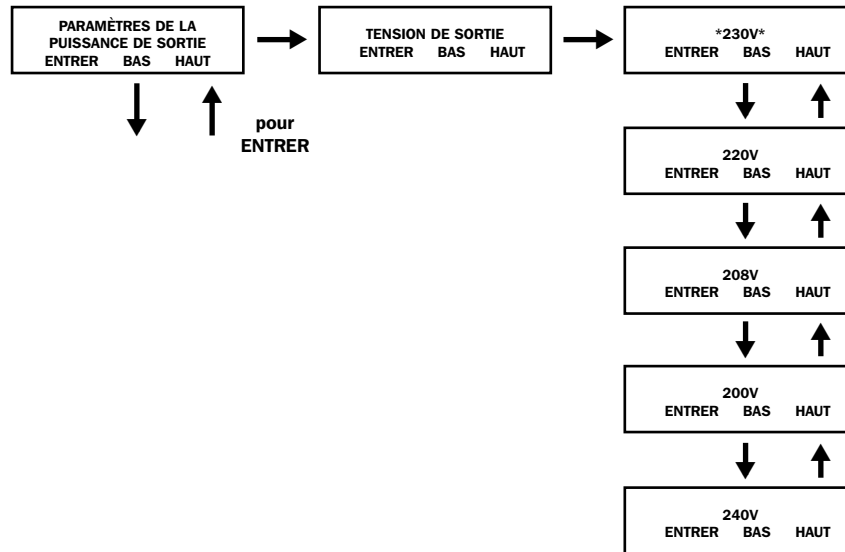 PARAMÈTRES DE LA
PUISSANCE DE SORTIE
ENTRER BAS HAUT
TENSION DE SORTIE
ENTRER BAS HAUT
*230V*
ENTRER BAS HAUT
pour
ENTRER
220V
ENTRER BAS HAUT
208V
ENTRER BAS HAUT
200V
ENTRER BAS HAUT
240V
ENTRER BAS HAUT